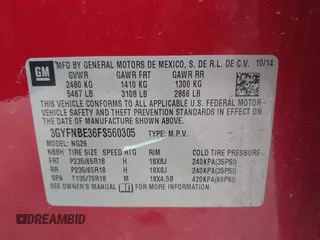 GM
MFD BY GENERAL MOTORS DE MEXICO, S. DE R.L. DE C.V. 10/14
GVWR GAWR FRT GAWR RR
2480 KG 1410 KG 1300 KG
5467 LB 3108 LB 2866 LB
THIS VEHICLE CONFORMS TO ALL APPLICABLE
U.S. FEDERAL MOTOR VEHICLE SAFETY AND
THEFT PREVENTION STANDARDS IN EFFECT ON
THE DATE OF MANUFACTURE SHOWN ABOVE.
3GYFNBE36FS560305 TYPE: M.P.V.
MODEL: NG26
TIRE SIZE SPEED RTG RIM COLD TIRE PRESSURE
FRT P235/65R18 H 18X8J 240KPA(35PSI)
RR P235/65R18 H 18X8J 240KPA(35PSI)
SPA T135/70R18 M 18X4.5B 420KPA(60PSI)
SEE OWNER'S MANUAL FOR ADDITIONAL INFORMATION.
DREAMBID